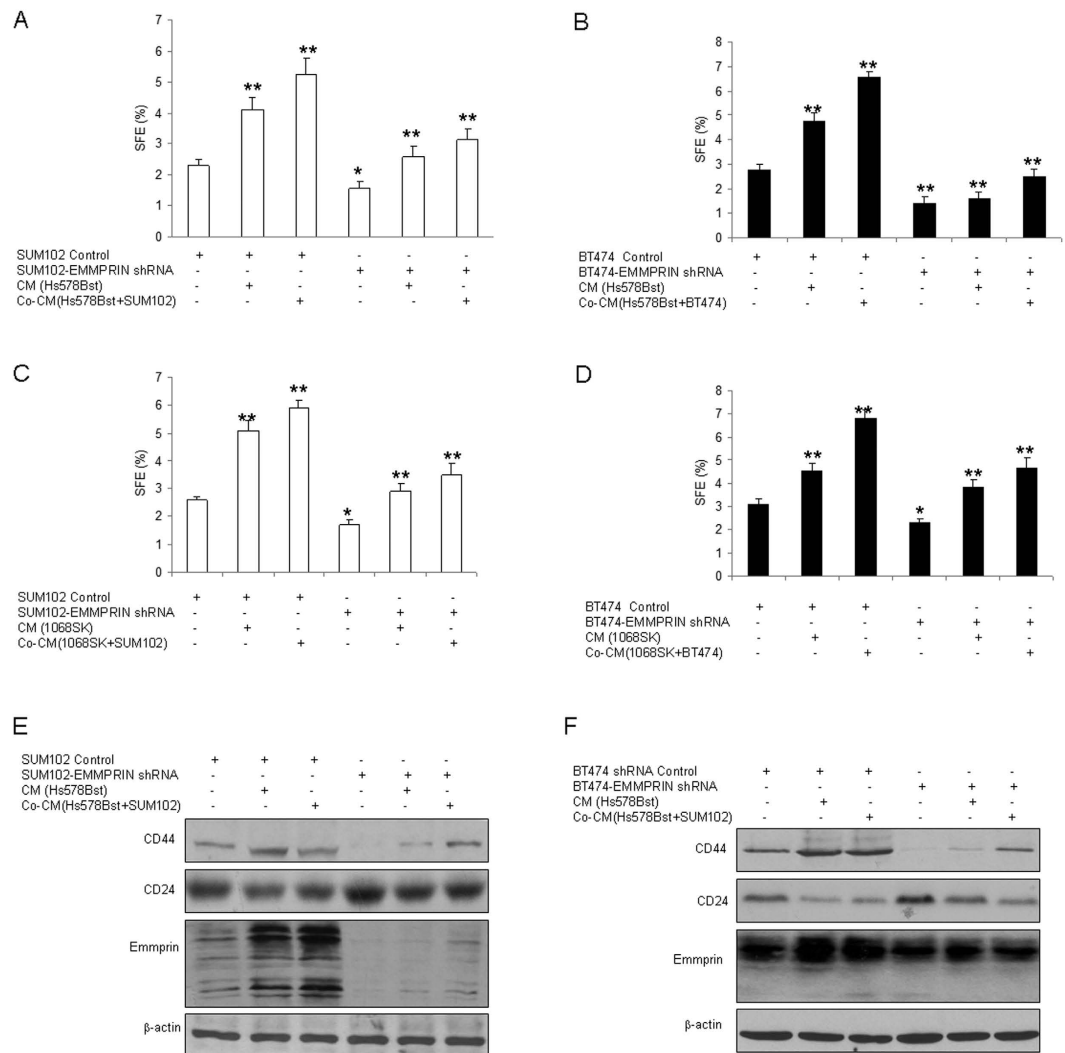 A
SFE (%)
7
6
5
4
3
2
1
0
** ** * ** **
SUM102 Control + + + - - -
SUM102-EMMPRIN shRNA - - - + + +
CM (Hs578Bst) - + - - + -
Co-CM(Hs578Bst+SUM102) - - + - - +
B
SFE (%)
8
7
6
5
4
3
2
1
0
** ** ** ** **
BT474 Control + + + - - -
BT474-EMMPRIN shRNA - - - + + +
CM (Hs578Bst) - + - - + -
Co-CM(Hs578Bst+BT474) - - + - - +
C
SFE (%)
7
6
5
4
3
2
1
0
** ** * ** **
SUM102 Control + + + - - -
SUM102-EMMPRIN shRNA - - - + + +
CM (1068SK) - + - - + -
Co-CM(1068SK+SUM102) - - + - - +
D
SFE (%)
8
7
6
5
4
3
2
1
0
** ** * ** **
BT474 Control + + + - - -
BT474-EMMPRIN shRNA - - - + + +
CM (1068SK) - + - - + -
Co-CM(1068SK+BT474) - - + - - +
E
SUM102 Control + + + - - -
SUM102-EMMPRIN shRNA - - - + + +
CM (Hs578Bst) - + - - + -
Co-CM(Hs578Bst+SUM102) - - + - - +
CD44
CD24
Emmprin
β-actin
F
BT474 shRNA Control + + + - - -
BT474-EMMPRIN shRNA - - - + + +
CM (Hs578Bst) - + - - + -
Co-CM(Hs578Bst+SUM102) - - + - - +
CD44
CD24
Emmprin
β-actin